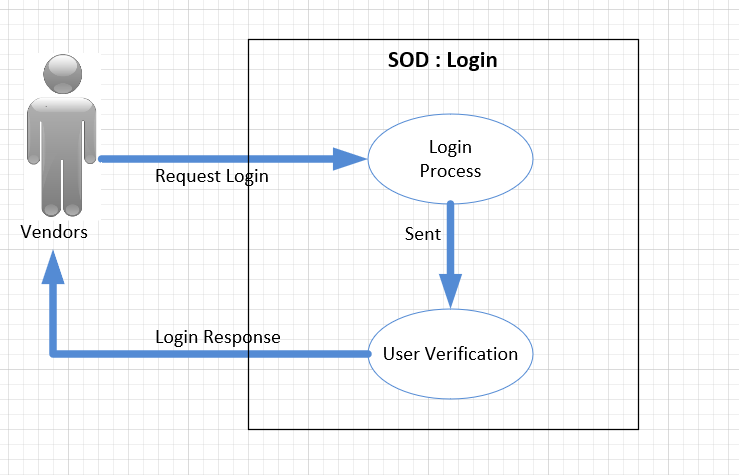 SOD : Login
Login
Process
Request Login
Vendors
Sent
Login Response
User Verification